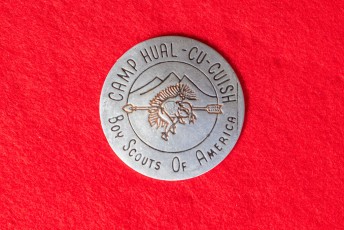 CAMP HUAL-CU-CUISH
BOY SCOUTS OF AMERICA